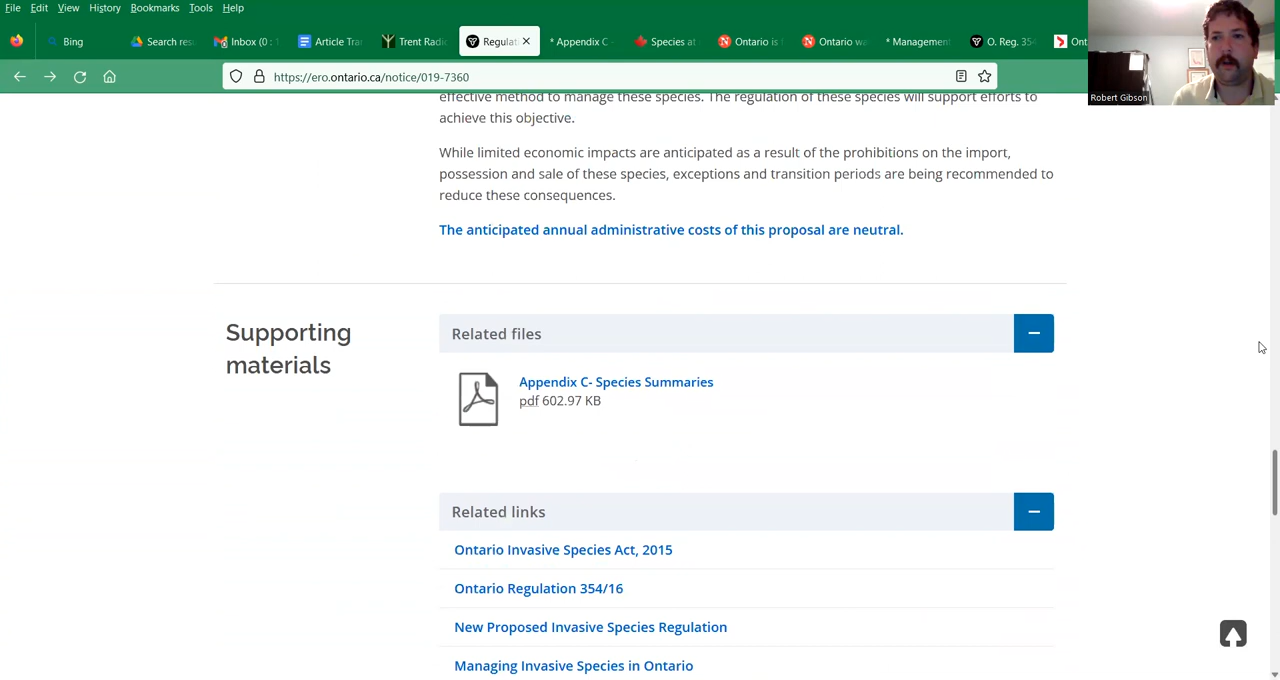 File Edit View History Bookmarks Tools Help
Bing
Search res
Inbox (0 : 1
Article Tra
Trent Radi
Regulat
* Appendix C -
Species at
Ontario is
Ontario wa
* Management
O. Reg. 354
Ont
https://ero.ontario.ca/notice/019-7360
Robert Gibson
effective method to manage these species. The regulation of these species will support efforts to
achieve this objective.
While limited economic impacts are anticipated as a result of the prohibitions on the import,
possession and sale of these species, exceptions and transition periods are being recommended to
reduce these consequences.
The anticipated annual administrative costs of this proposal are neutral.
Supporting
materials
Related files
Appendix C- Species Summaries
pdf 602.97 KB
Related links
Ontario Invasive Species Act, 2015
Ontario Regulation 354/16
New Proposed Invasive Species Regulation
Managing Invasive Species in Ontario